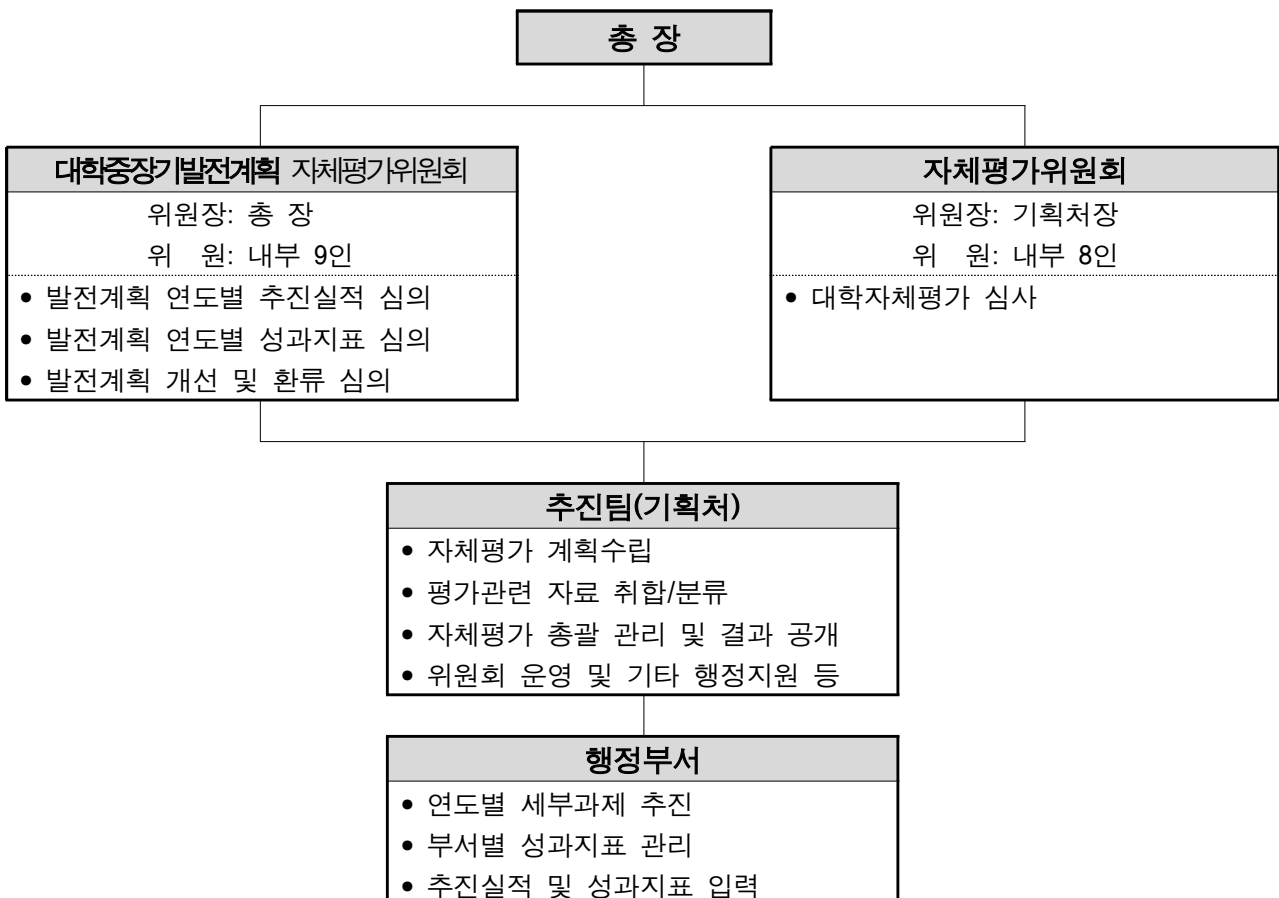 총 장
대학중장기발전계획 자체평가위원회
위원장: 총 장
위 원: 내부 9인
• 발전계획 연도별 추진실적 심의
• 발전계획 연도별 성과지표 심의
• 발전계획 개선 및 환류 심의
자체평가위원회
위원장: 기획처장
위 원: 내부 8인
• 대학자체평가 심사
추진팀(기획처)
• 자체평가 계획수립
• 평가관련 자료 취합/분류
• 자체평가 총괄 관리 및 결과 공개
• 위원회 운영 및 기타 행정지원 등
행정부서
• 연도별 세부과제 추진
• 부서별 성과지표 관리
• 추진실적 및 성과지표 입력